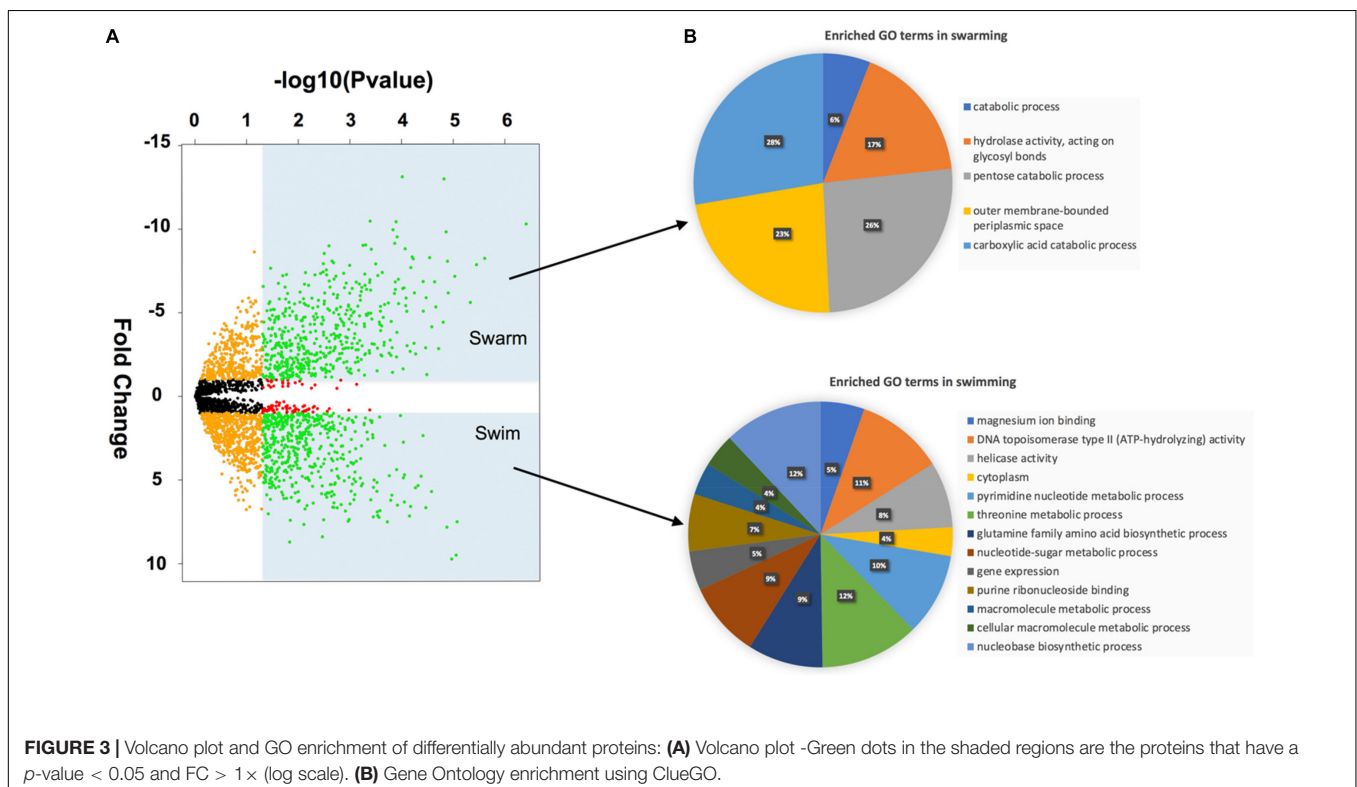 A
-log10(Pvalue)
0 1 2 3 4 5 6
-15
-10
-5
0
5
10
Fold Change
Swarm
Swim
B
Enriched GO terms in swarming
6%
17%
26%
23%
28%
catabolic process
hydrolase activity, acting on
glycosyl bonds
pentose catabolic process
outer membrane-bounded
periplasmic space
carboxylic acid catabolic process
Enriched GO terms in swimming
5%
11%
8%
4%
10%
12%
9%
9%
5%
7%
4%
4%
12%
magnesium ion binding
DNA topoisomerase type II (ATP-hydrolyzing) activity
helicase activity
cytoplasm
pyrimidine nucleotide metabolic process
threonine metabolic process
glutamine family amino acid biosynthetic process
nucleotide-sugar metabolic process
gene expression
purine ribonucleoside binding
macromolecule metabolic process
cellular macromolecule metabolic process
nucleobase biosynthetic process
FIGURE 3 | Volcano plot and GO enrichment of differentially abundant proteins: (A) Volcano plot -Green dots in the shaded regions are the proteins that have a
p-value < 0.05 and FC > 1× (log scale). (B) Gene Ontology enrichment using ClueGO.